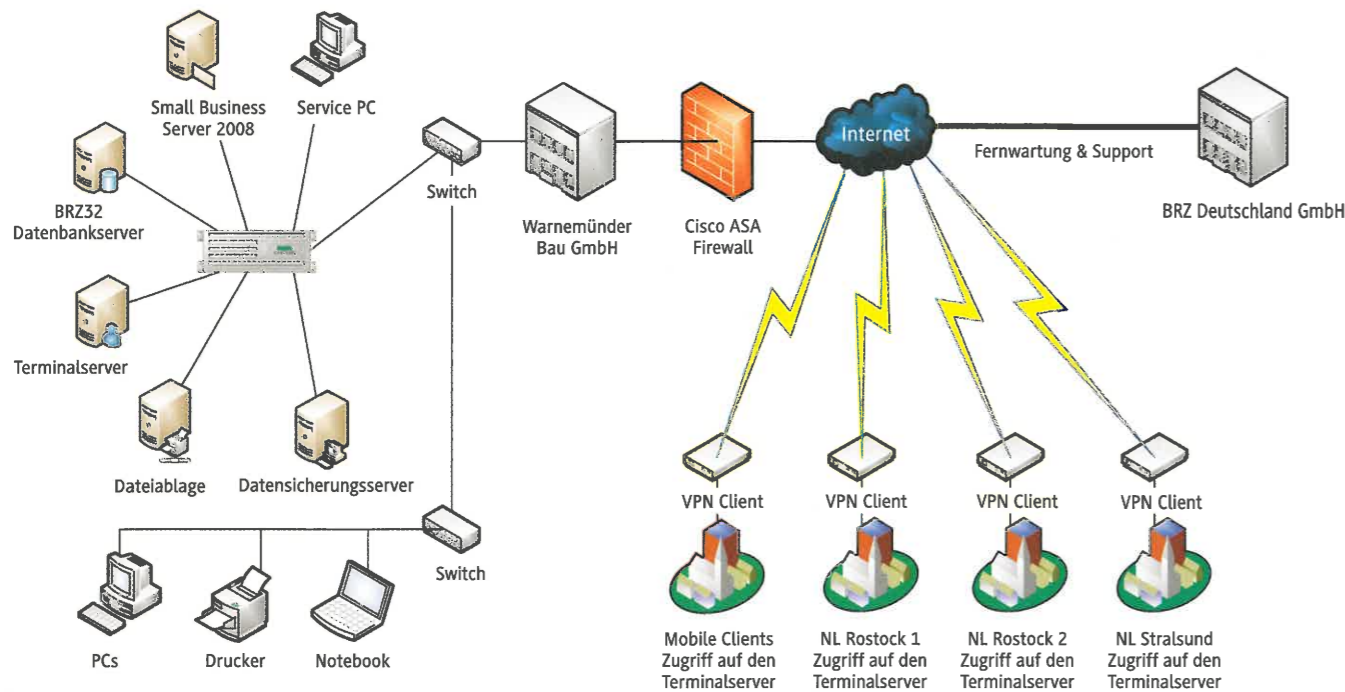 Small Business
Server 2008
Service PC
BRZ32
Datenbankserver
Switch
Warnemünder
Bau GmbH
Cisco ASA
Firewall
Internet
Fernwartung & Support
BRZ Deutschland GmbH
Terminalserver
Dateiablage
Datensicherungsserver
Switch
PCs
Drucker
Notebook
VPN Client
VPN Client
VPN Client
VPN Client
Mobile Clients
Zugriff auf den
Terminalserver
NL Rostock 1
Zugriff auf den
Terminalserver
NL Rostock 2
Zugriff auf den
Terminalserver
NL Stralsund
Zugriff auf den
Terminalserver